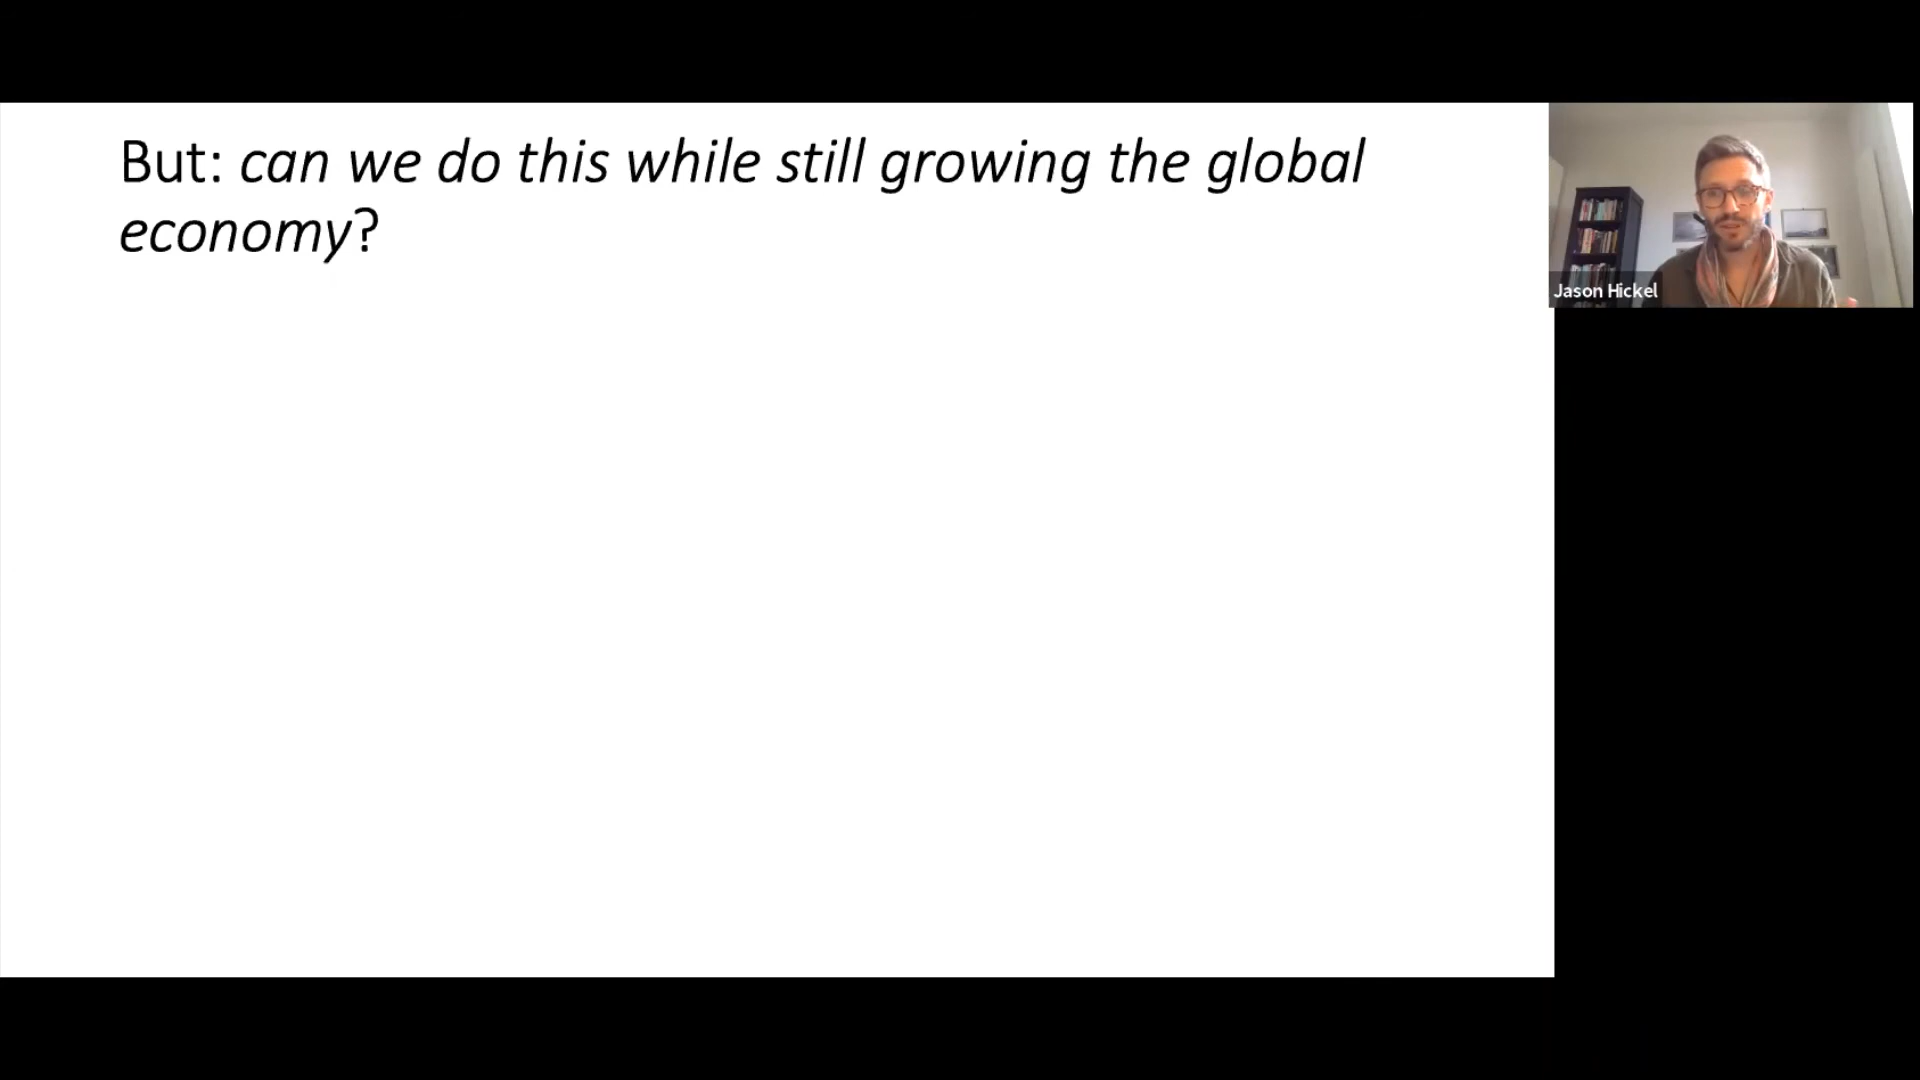 But: can we do this while still growing the global
economy?
Jason Hickel